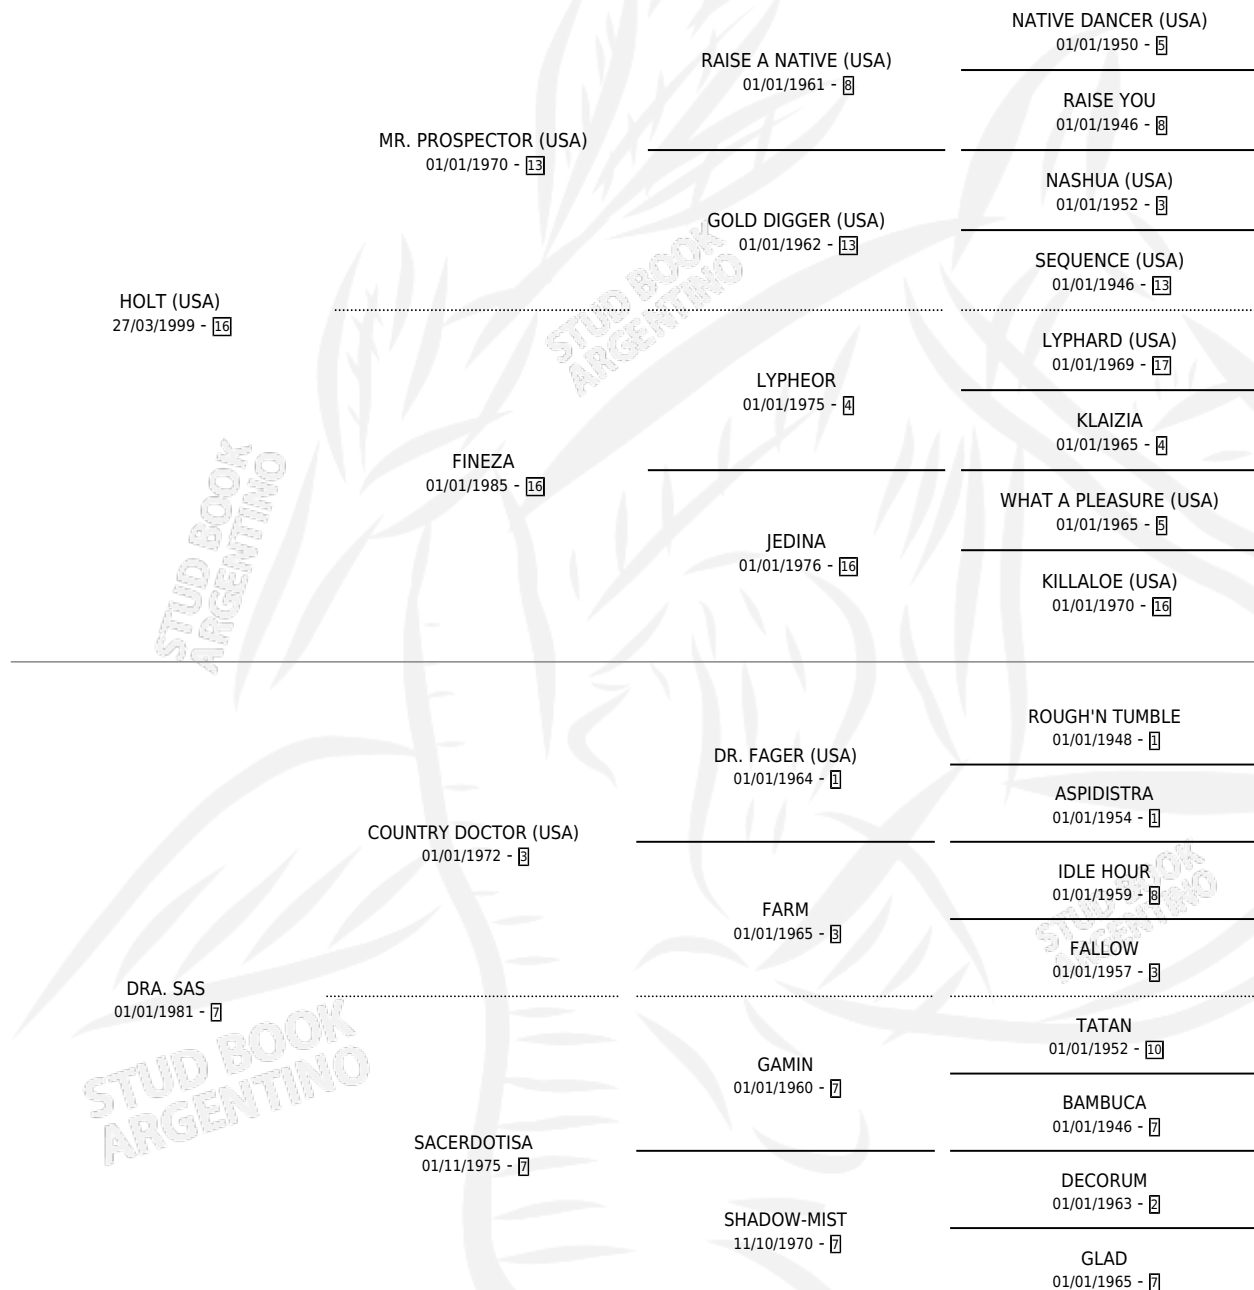 NATIVE DANCER (USA)
01/01/1950 - 5
RAISE A NATIVE (USA)
01/01/1961 - 8
RAISE YOU
01/01/1946 - 8
MR. PROSPECTOR (USA)
01/01/1970 - 13
NASHUA (USA)
01/01/1952 - 3
GOLD DIGGER (USA)
01/01/1962 - 13
SEQUENCE (USA)
01/01/1946 - 13
HOLT (USA)
27/03/1999 - 16
LYPHARD (USA)
01/01/1969 - 17
LYPHEOR
01/01/1975 - 4
KLAIZIA
01/01/1965 - 4
FINEZA
01/01/1985 - 16
WHAT A PLEASURE (USA)
01/01/1965 - 5
JEDINA
01/01/1976 - 16
KILLALOE (USA)
01/01/1970 - 16
ROUGH'N TUMBLE
01/01/1948 - 1
DR. FAGER (USA)
01/01/1964 - 1
ASPIDISTRA
01/01/1954 - 1
COUNTRY DOCTOR (USA)
01/01/1972 - 3
IDLE HOUR
01/01/1959 - 8
FARM
01/01/1965 - 3
FALLOW
01/01/1957 - 3
DRA. SAS
01/01/1981 - 7
TATAN
01/01/1952 - 10
GAMIN
01/01/1960 - 7
BAMBUCA
01/01/1946 - 7
SACERDOTISA
01/11/1975 - 7
DECORUM
01/01/1963 - 2
SHADOW-MIST
11/10/1970 - 7
GLAD
01/01/1965 - 7
STUD BOOK
ARGENTINO
STUD BOOK
ARGENTINO
STUD BOOK
ARGENTINO
STUD BOOK
ARGENTINO